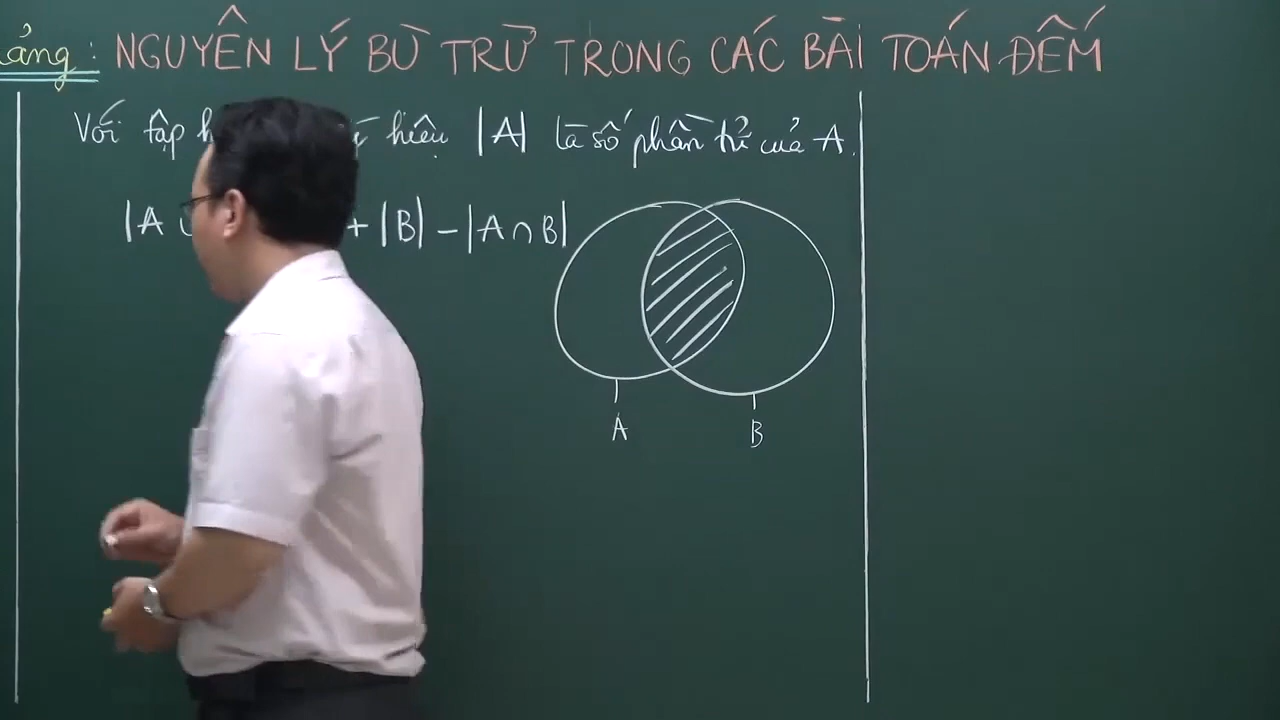 ảng : NGUYÊN LÝ BÙ TRỪ TRONG CÁC BÀI TOÁN ĐẾM
Với tập h hiệu |A| là số phần tử của A.
|A ∪ + |B| - |A ∩ B|
A
B